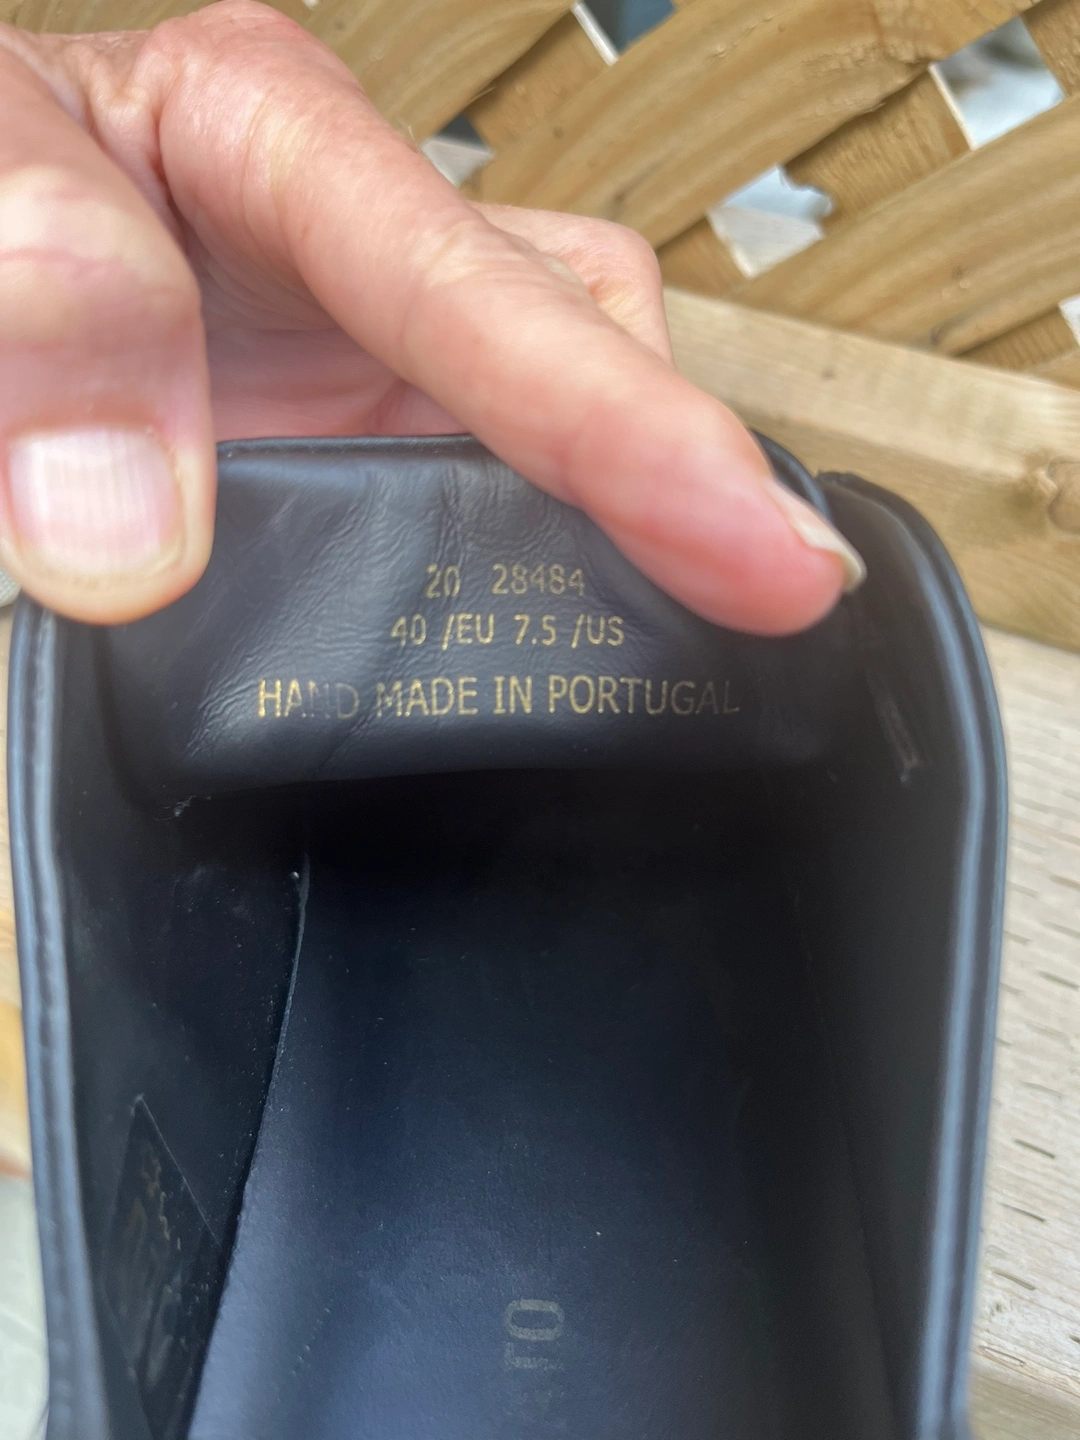 20 28484
40 /EU 7.5 /US
HAND MADE IN PORTUGAL